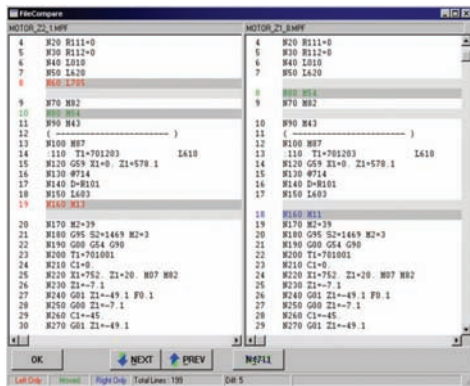 FileCompare
MOTOR_Z2_1.MPF
4 N20 R111=0
5 N30 R112=0
6 N40 L010
7 N50 L620
8 N60 L705
9 N70 M82
10 N80 M54
11 N90 M43
12 ( ------------------------ )
13 N100 M87
14 :110 T1=701203 L610
15 N120 G59 X1=0. Z1=578.1
16 N130 @714
17 N140 D=R101
18 N150 L603
19 N160 M13
20 N170 M2=39
21 N180 G95 S2=1469 M2=3
22 N190 G00 G54 G90
23 N200 T1=701001
24 N210 C1=0.
25 N220 X1=752. Z1=20. M07 M82
26 N230 Z1=-7.1
27 N240 G01 Z1=-49.1 F0.1
28 N250 G00 Z1=-7.1
29 N260 C1=-45.
30 N270 G01 Z1=-49.1
MOTOR_Z1_0.MPF
4 N20 R111=0
5 N30 R112=0
6 N40 L010
7 N50 L620
8 N80 M54
9 N70 M82
10 N90 M43
11 ( ------------------------ )
12 N100 M87
13 :110 T1=701203 L610
14 N120 G59 X1=0. Z1=578.1
15 N130 @714
16 N140 D=R101
17 N150 L603
18 N160 M11
19 N170 M2=39
20 N180 G95 S2=1469 M2=3
21 N190 G00 G54 G90
22 N200 T1=701001
23 N210 C1=0.
24 N220 X1=752. Z1=20. M07 M82
25 N230 Z1=-7.1
26 N240 G01 Z1=-49.1 F0.1
27 N250 G00 Z1=-7.1
28 N260 C1=-45.
29 N270 G01 Z1=-49.1
OK NEXT PREV
Left Only Moved Right Only Total Lines : 199 Diff: 5